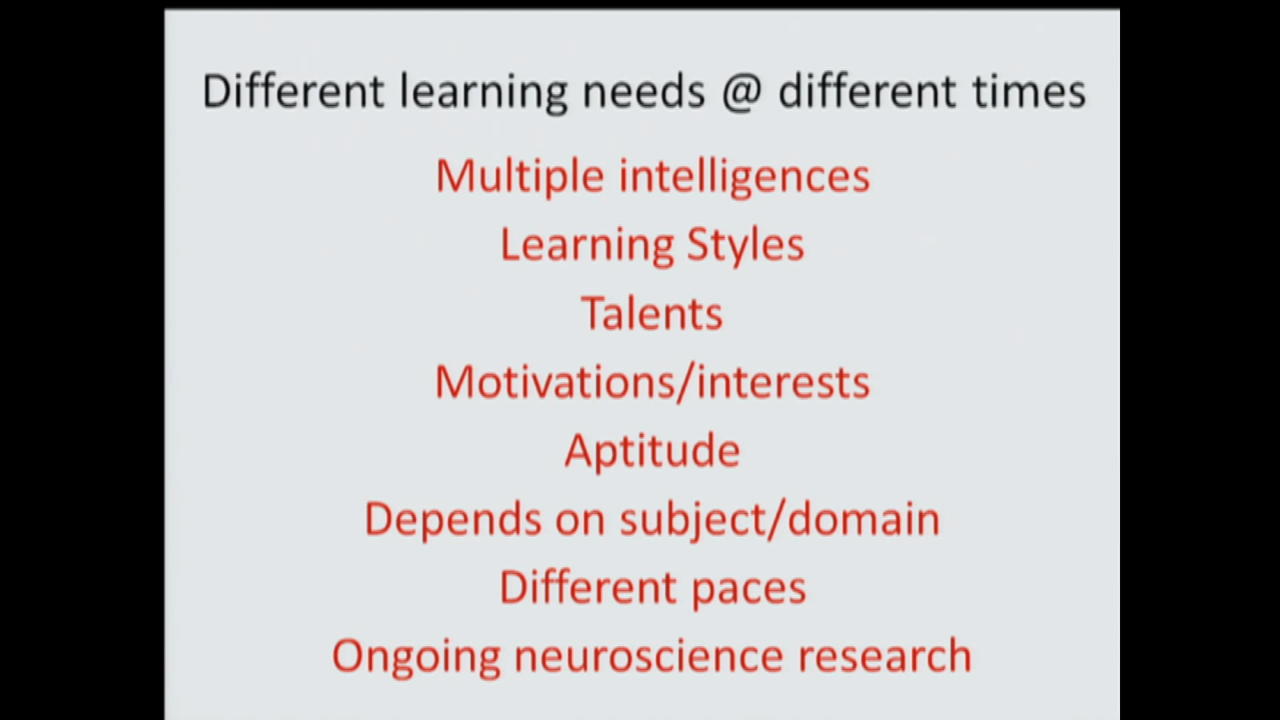 Different learning needs @ different times
Multiple intelligences
Learning Styles
Talents
Motivations/interests
Aptitude
Depends on subject/domain
Different paces
Ongoing neuroscience research